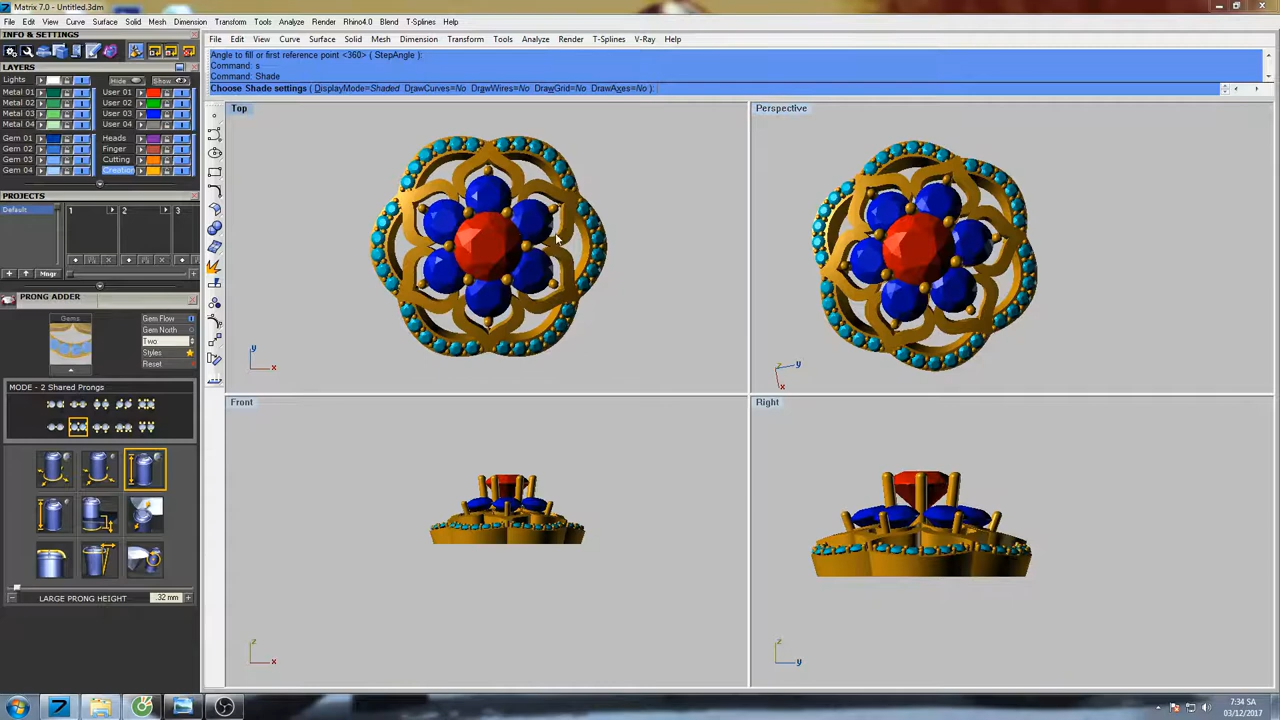 Matrix 7.0 - Untitled.3dm
File Edit View Curve Surface Solid Mesh Dimension Transform Tools Analyze Render Rhino4.0 Blend T-Splines Help
INFO & SETTINGS
LAYERS
Lights Hide Show
Metal 01 User 01
Metal 02 User 02
Metal 03 User 03
Metal 04 User 04
Gem 01 Heads
Gem 02 Finger
Gem 03 Cutting
Gem 04 Creation
PROJECTS
Default 1 2 3
Mngr
PRONG ADDER
Gems
Gem Flow
Gem North
Two
Styles
Reset
MODE - 2 Shared Prongs
LARGE PRONG HEIGHT .32 mm
File Edit View Curve Surface Solid Mesh Dimension Transform Tools Analyze Render T-Splines V-Ray Help
Angle to fill or first reference point <360> ( StepAngle ):
Command: s
Command: Shade
Choose Shade settings ( DisplayMode=Shaded DrawCurves=No DrawWires=No DrawGrid=No DrawAxes=No ):
Top
y
x
Perspective
z
y
x
Front
z
x
Right
z
y
7:34 SA
03/12/2017